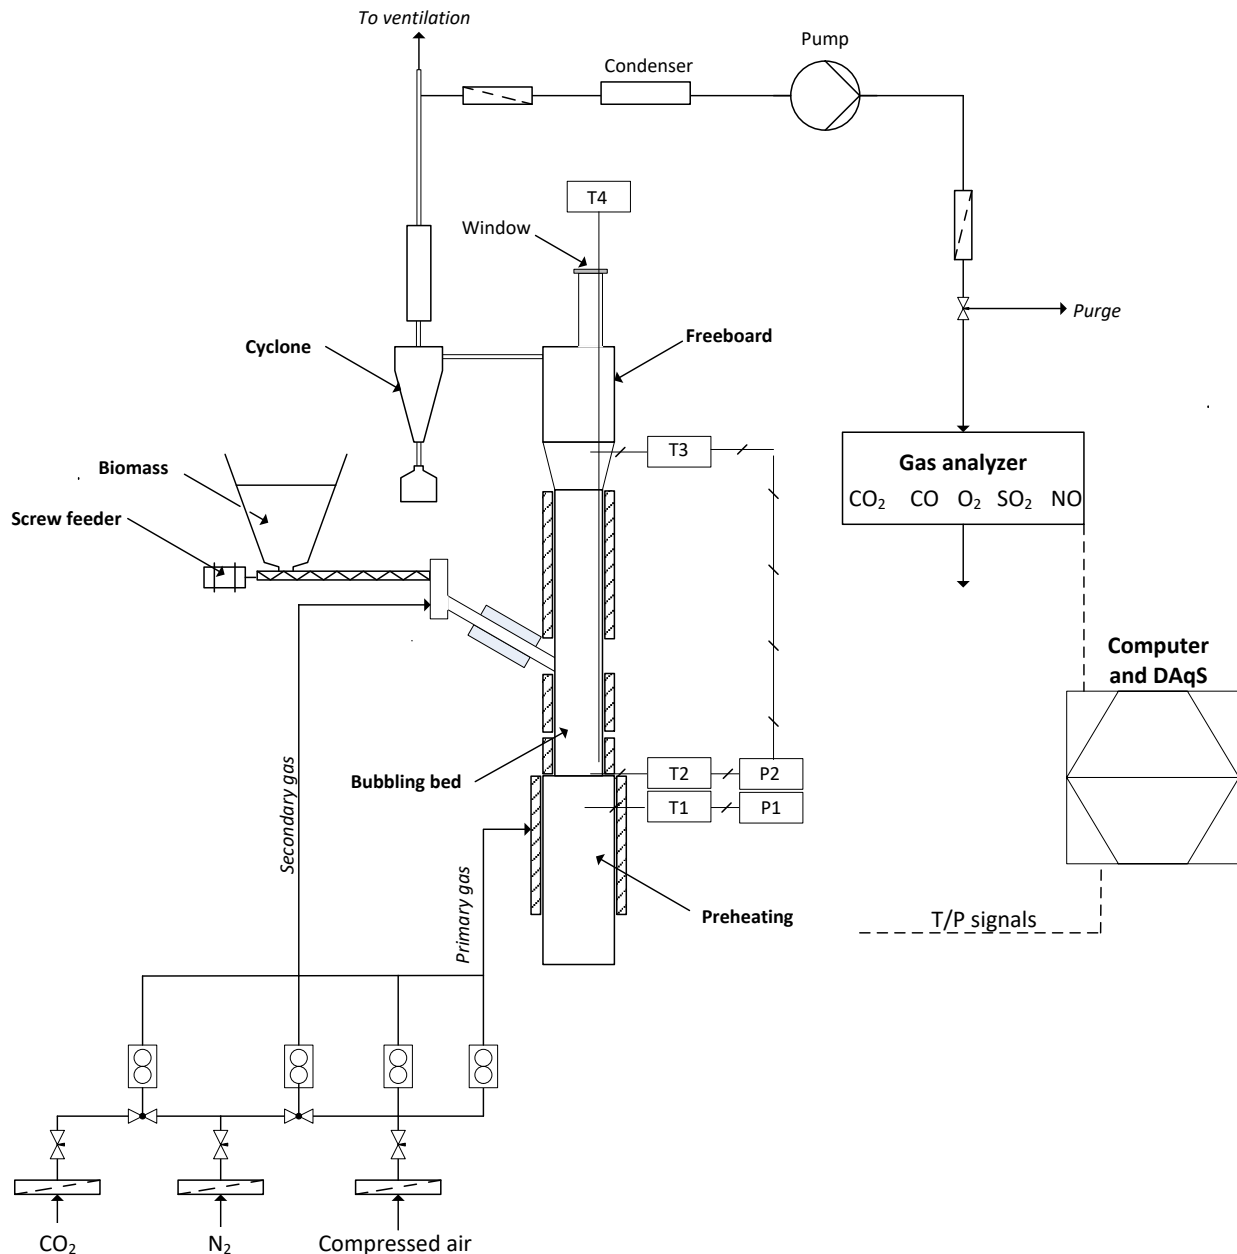 To ventilation
Pump
Condenser
T4
Window
Purge
Freeboard
Cyclone
T3
Gas analyzer
CO2 CO O2 SO2 NO
Biomass
Screw feeder
Computer
and DAqS
Bubbling bed
T2
P2
T1
P1
Secondary gas
Primary gas
Preheating
T/P signals
CO2
N2
Compressed air